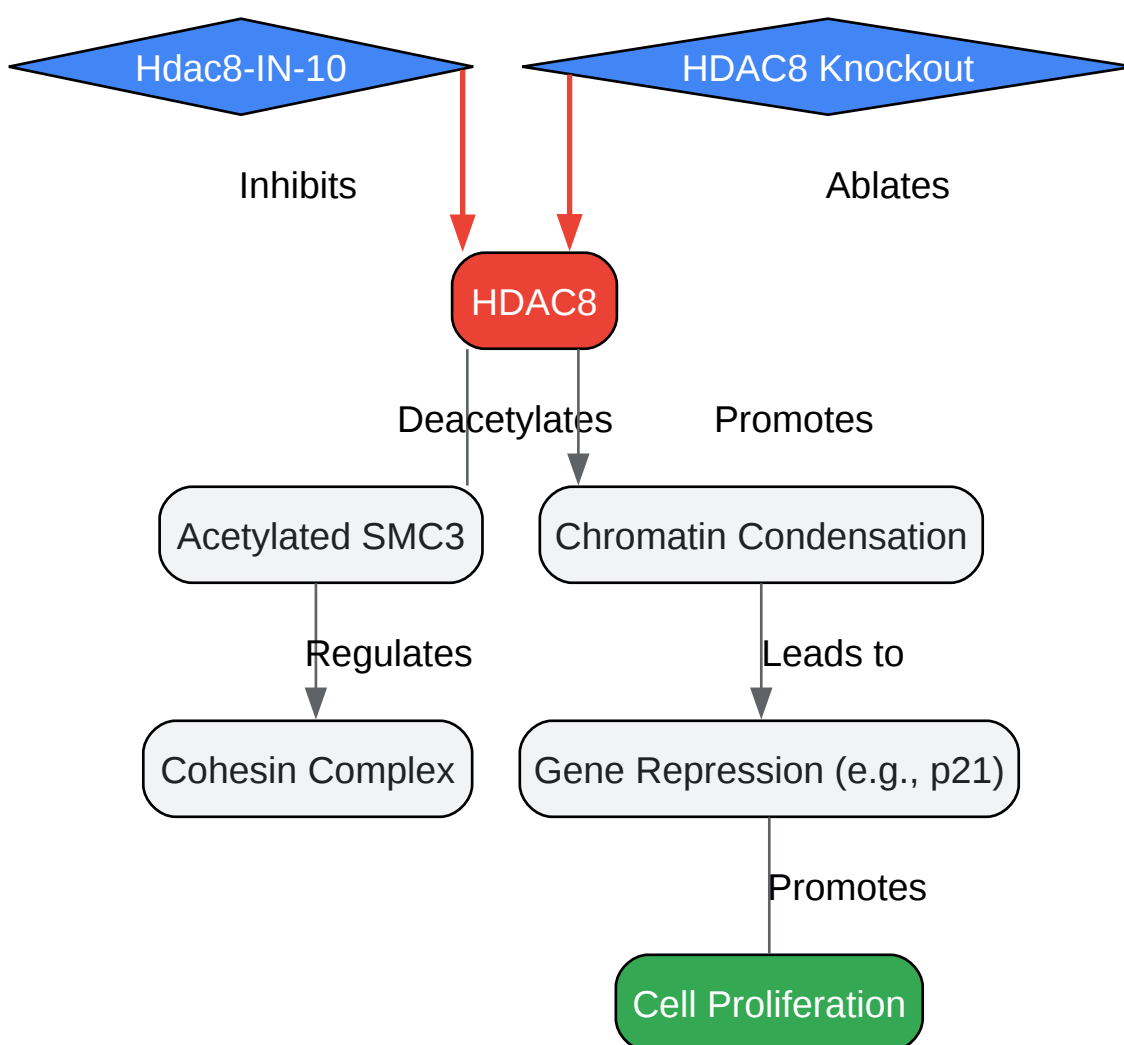 Hdac8-IN-10
HDAC8 Knockout
Inhibits
Ablates
HDAC8
Deacetylates
Promotes
Acetylated SMC3
Chromatin Condensation
Regulates
Leads to
Cohesin Complex
Gene Repression (e.g., p21)
Promotes
Cell Proliferation